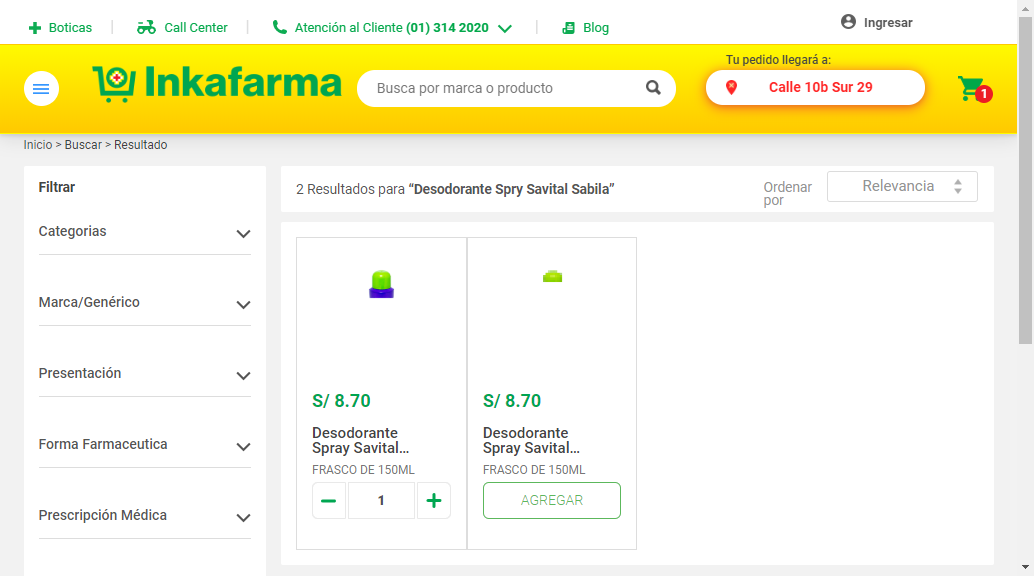 Boticas
Call Center
Atención al Cliente (01) 314 2020
Blog
Ingresar
Inkafarma
Busca por marca o producto
Tu pedido llegará a:
Calle 10b Sur 29
1
Inicio > Buscar > Resultado
Filtrar
Categorias
Marca/Genérico
Presentación
Forma Farmaceutica
Prescripción Médica
2 Resultados para “Desodorante Spry Savital Sabila”
Ordenar
por
Relevancia
S/ 8.70
Desodorante
Spray Savital...
FRASCO DE 150ML
1
S/ 8.70
Desodorante
Spray Savital...
FRASCO DE 150ML
AGREGAR